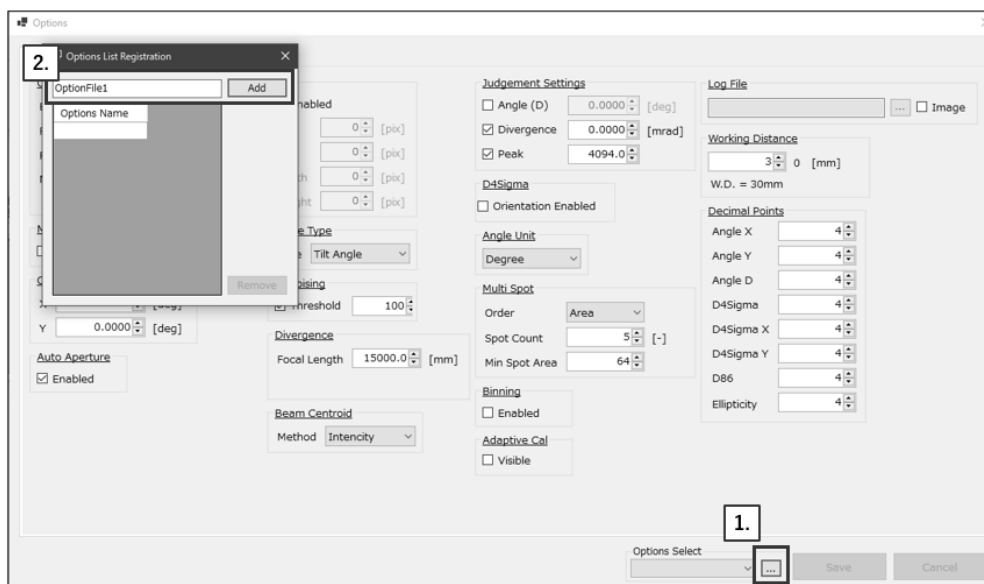 Options
2.
Options List Registration
OptionFile1
Add
Options Name
Remove
[deg]
Y 0.0000 [deg]
Auto Aperture
Enabled
0 [pix]
0 [pix]
0 [pix]
0 [pix]
Type
Tilt Angle
Threshold 100
Divergence
Focal Length 15000.0 [mm]
Beam Centroid
Method Intencity
Judgement Settings
Angle (D) 0.0000 [deg]
Divergence 0.0000 [mrad]
Peak 4094.0
D4Sigma
Orientation Enabled
Angle Unit
Degree
Multi Spot
Order Area
Spot Count 5 [-]
Min Spot Area 64
Binning
Enabled
Adaptive Cal
Visible
Log File
... Image
Working Distance
3 0 [mm]
W.D. = 30mm
Decimal Points
Angle X 4
Angle Y 4
Angle D 4
D4Sigma 4
D4Sigma X 4
D4Sigma Y 4
D86 4
Ellipticity 4
1.
Options Select
...
Save
Cancel